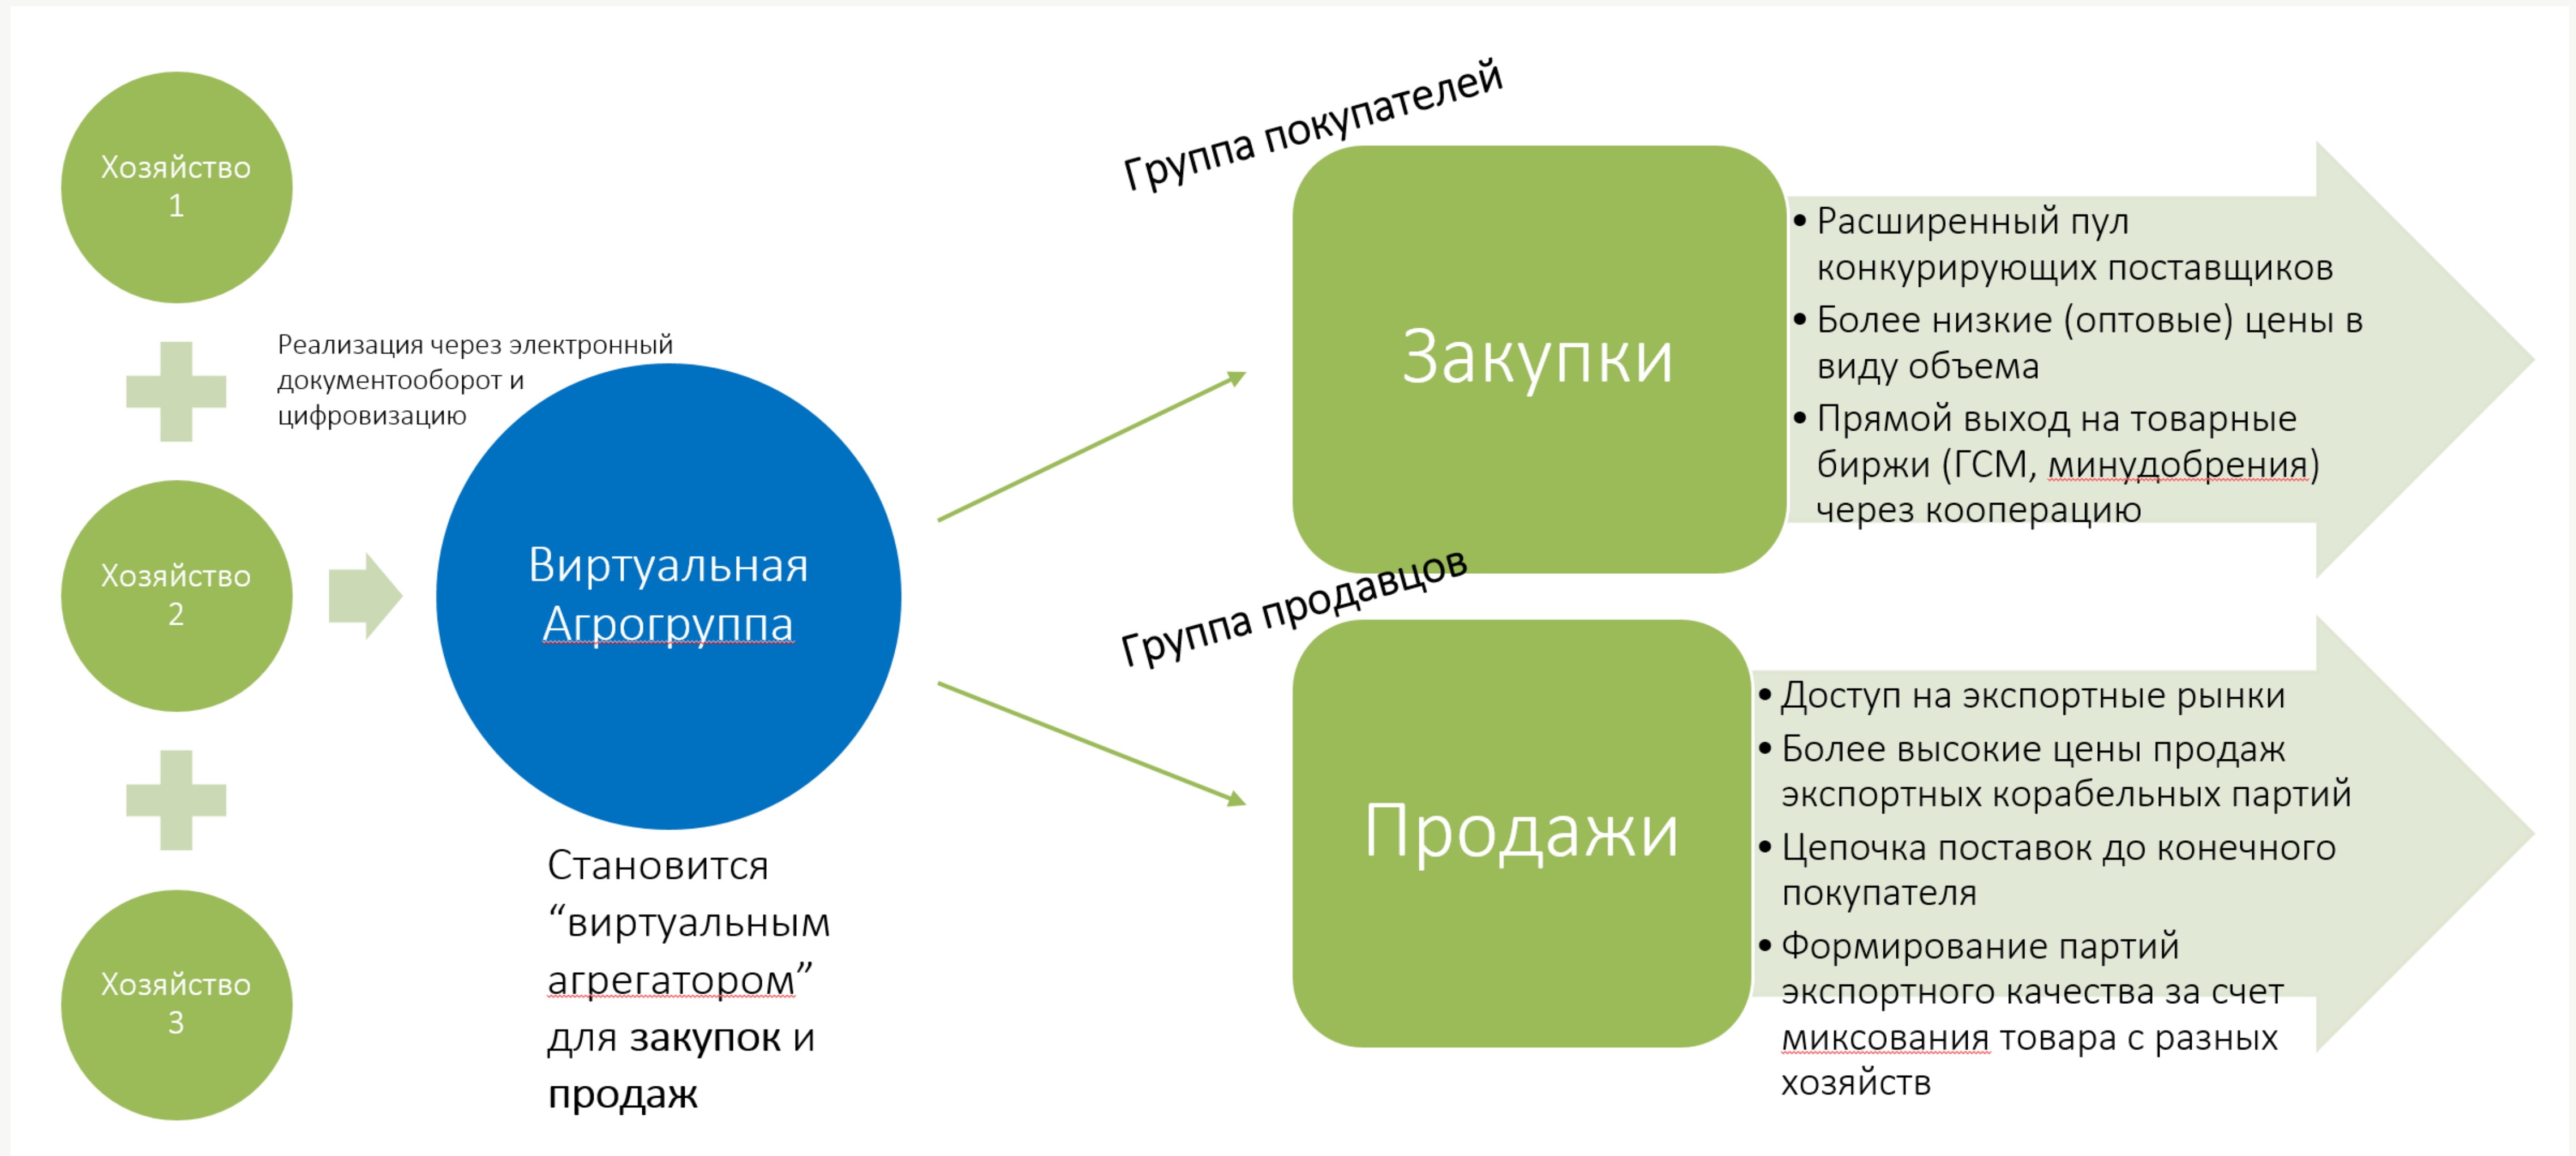 Хозяйство
1
Реализация через электронный
документооборот и
цифровизацию
Хозяйство
2
Хозяйство
3
Виртуальная
Агрогруппа
Становится
“виртуальным
агрегатором”
для закупок и
продаж
Группа покупателей
Закупки
• Расширенный пул
конкурирующих поставщиков
• Более низкие (оптовые) цены в
виду объема
• Прямой выход на товарные
биржи (ГСМ, минудобрения)
через кооперацию
Группа продавцов
Продажи
• Доступ на экспортные рынки
• Более высокие цены продаж
экспортных корабельных партий
• Цепочка поставок до конечного
покупателя
• Формирование партий
экспортного качества за счет
миксования товара с разных
хозяйств